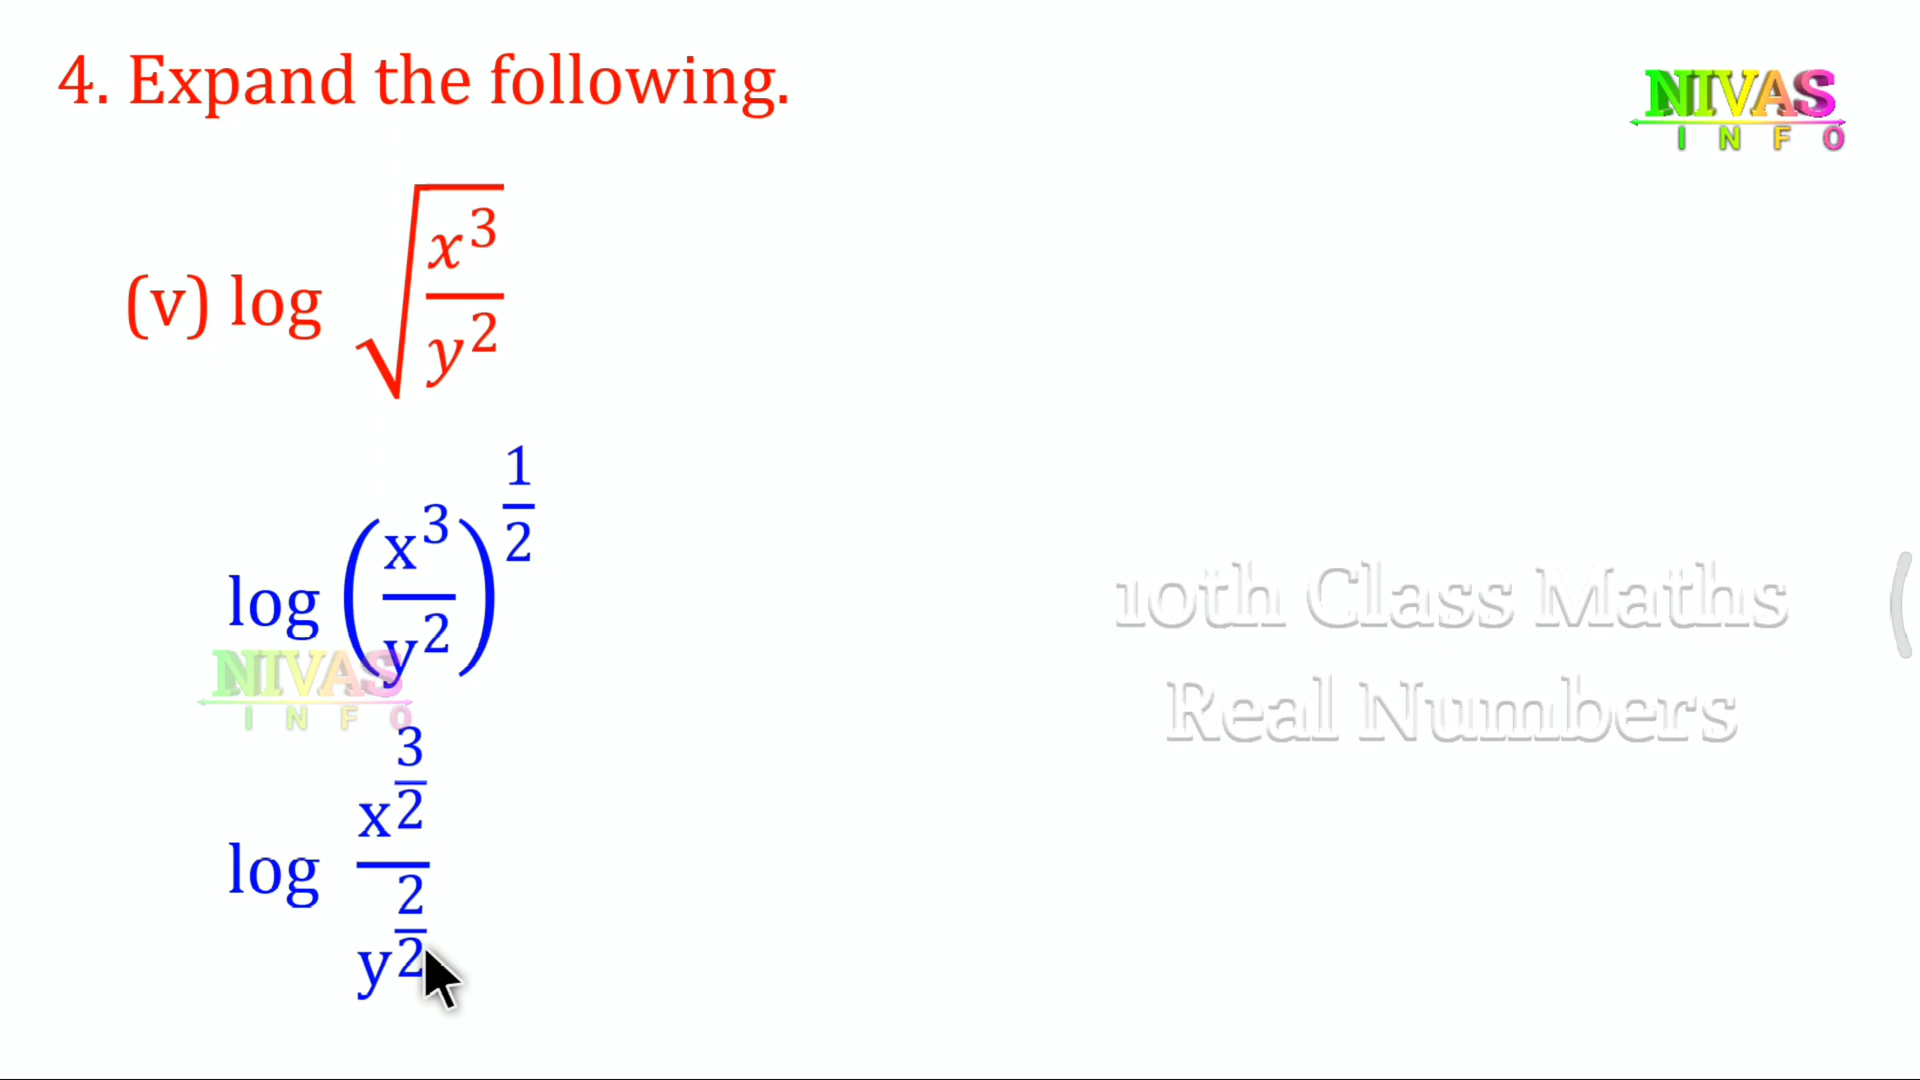 4. Expand the following.
NIVAS
INFO
(v) log √(x³/y²)
log (x³/y²)^(1/2)
NIVAS
INFO
10th Class Maths (
Real Numbers
log x^(3/2)/y^(2/2)